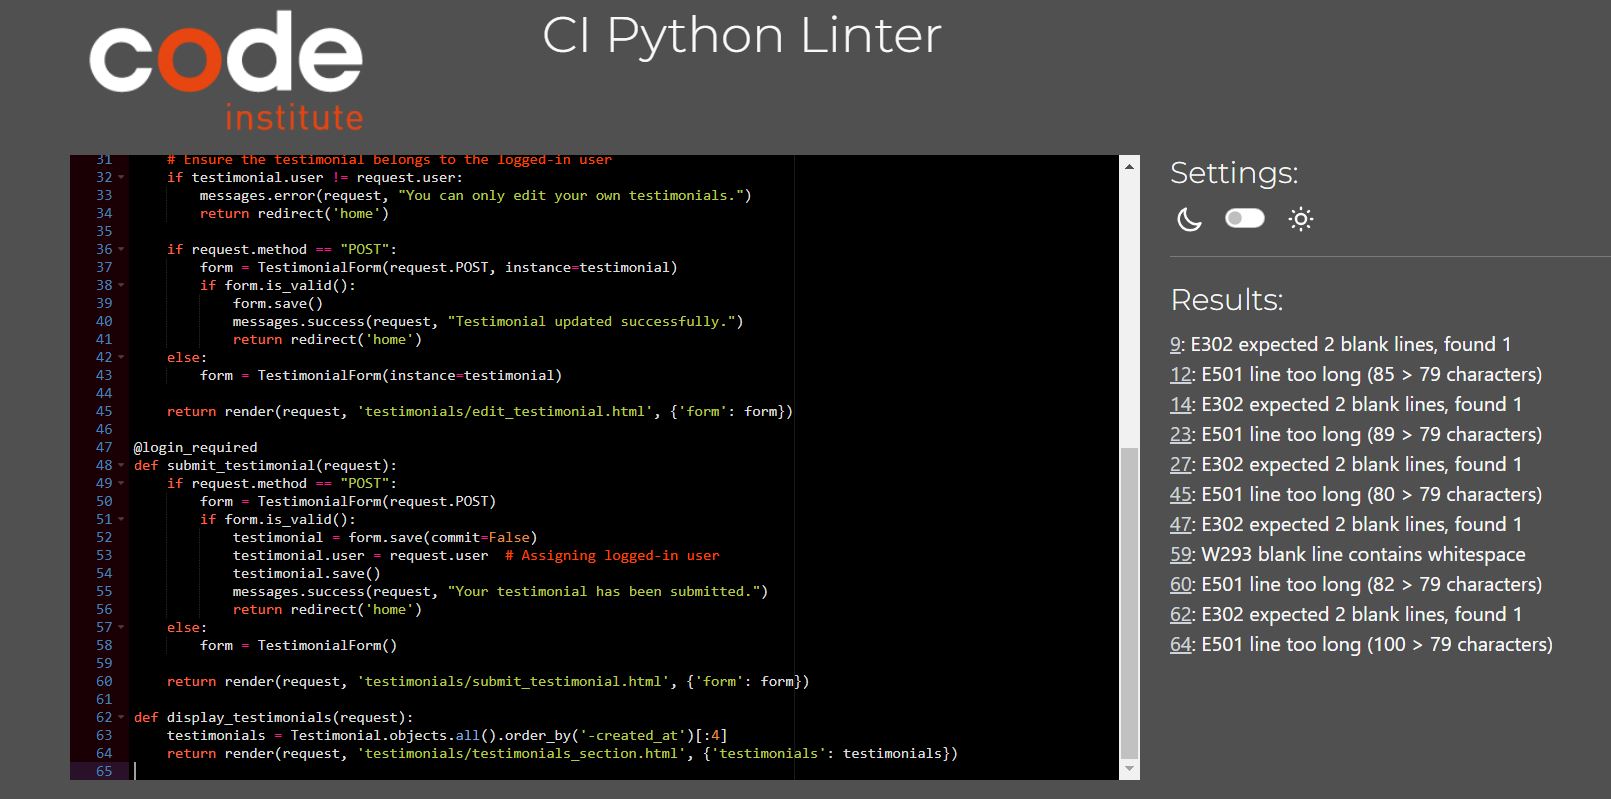 code
institute
CI Python Linter
31     # Ensure the testimonial belongs to the logged-in user
32     if testimonial.user != request.user:
33         messages.error(request, "You can only edit your own testimonials.")
34         return redirect('home')
35
36     if request.method == "POST":
37         form = TestimonialForm(request.POST, instance=testimonial)
38         if form.is_valid():
39             form.save()
40             messages.success(request, "Testimonial updated successfully.")
41             return redirect('home')
42     else:
43         form = TestimonialForm(instance=testimonial)
44
45     return render(request, 'testimonials/edit_testimonial.html', {'form': form})
46
47 @login_required
48 def submit_testimonial(request):
49     if request.method == "POST":
50         form = TestimonialForm(request.POST)
51         if form.is_valid():
52             testimonial = form.save(commit=False)
53             testimonial.user = request.user  # Assigning logged-in user
54             testimonial.save()
55             messages.success(request, "Your testimonial has been submitted.")
56             return redirect('home')
57     else:
58         form = TestimonialForm()
59
60     return render(request, 'testimonials/submit_testimonial.html', {'form': form})
61
62 def display_testimonials(request):
63     testimonials = Testimonial.objects.all().order_by('-created_at')[:4]
64     return render(request, 'testimonials/testimonials_section.html', {'testimonials': testimonials})
65
Settings:
Results:
9: E302 expected 2 blank lines, found 1
12: E501 line too long (85 > 79 characters)
14: E302 expected 2 blank lines, found 1
23: E501 line too long (89 > 79 characters)
27: E302 expected 2 blank lines, found 1
45: E501 line too long (80 > 79 characters)
47: E302 expected 2 blank lines, found 1
59: W293 blank line contains whitespace
60: E501 line too long (82 > 79 characters)
62: E302 expected 2 blank lines, found 1
64: E501 line too long (100 > 79 characters)